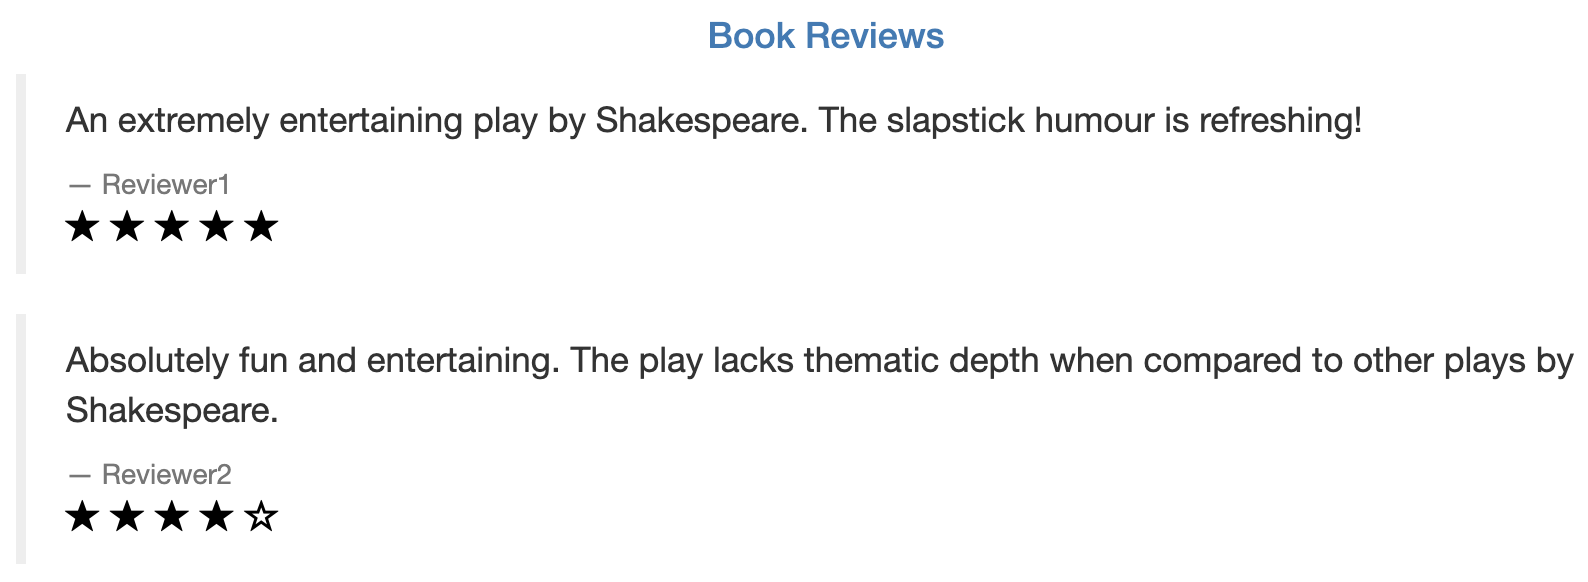 Book Reviews
An extremely entertaining play by Shakespeare. The slapstick humour is refreshing!
— Reviewer1
★★★★★
Absolutely fun and entertaining. The play lacks thematic depth when compared to other plays by
Shakespeare.
— Reviewer2
★★★★☆